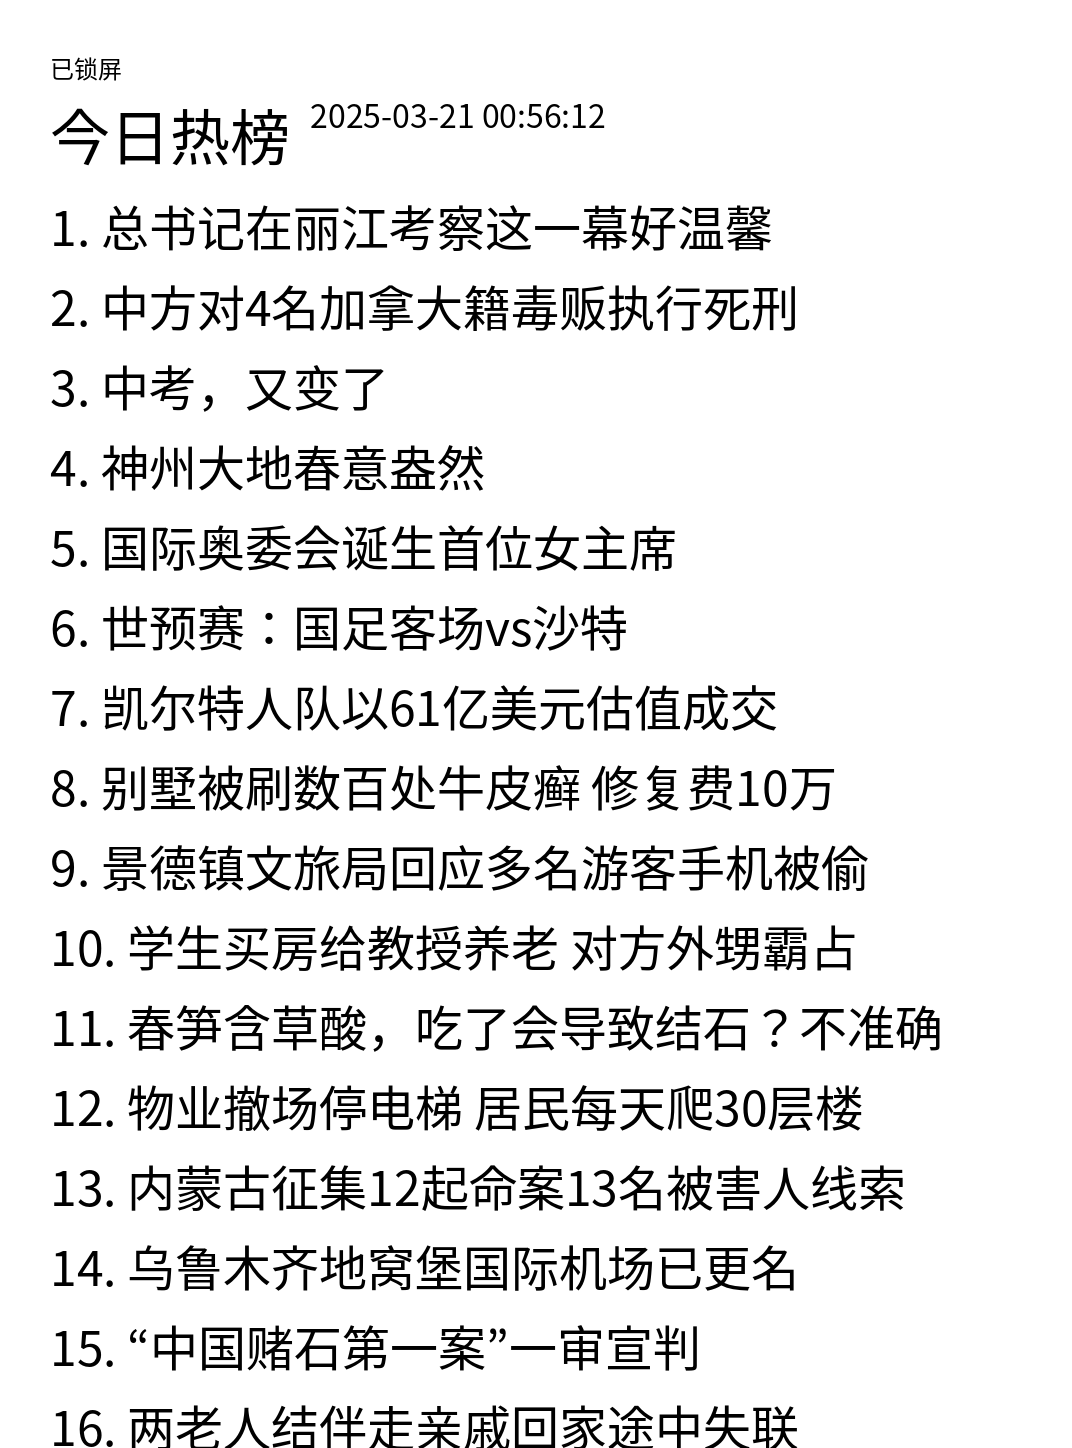 已锁屏
今日热榜 2025-03-21 00:56:12
1. 总书记在丽江考察这一幕好温馨
2. 中方对4名加拿大籍毒贩执行死刑
3. 中考，又变了
4. 神州大地春意盎然
5. 国际奥委会诞生首位女主席
6. 世预赛：国足客场vs沙特
7. 凯尔特人队以61亿美元估值成交
8. 别墅被刷数百处牛皮癣 修复费10万
9. 景德镇文旅局回应多名游客手机被偷
10. 学生买房给教授养老 对方外甥霸占
11. 春笋含草酸，吃了会导致结石？不准确
12. 物业撤场停电梯 居民每天爬30层楼
13. 内蒙古征集12起命案13名被害人线索
14. 乌鲁木齐地窝堡国际机场已更名
15. “中国赌石第一案”一审宣判
16. 两老人结伴走亲戚回家途中失联